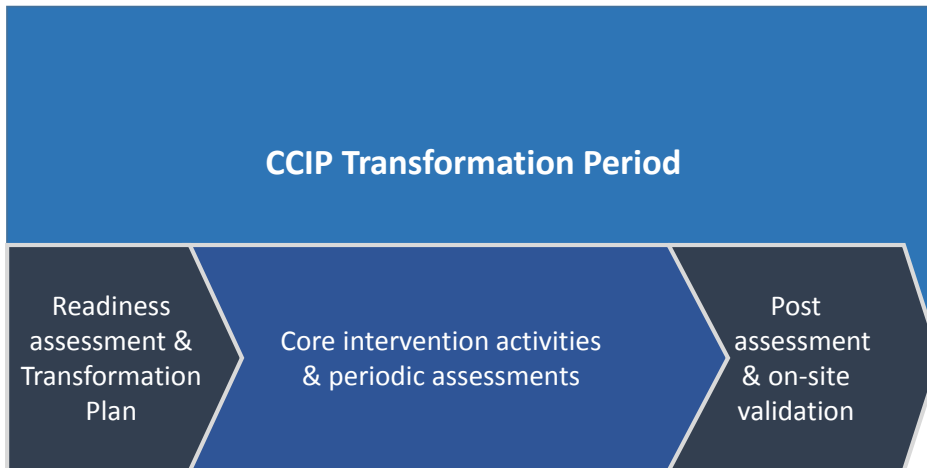 CCIP Transformation Period
Readiness
assessment &
Transformation
Plan
Core intervention activities
& periodic assessments
Post
assessment
& on-site
validation